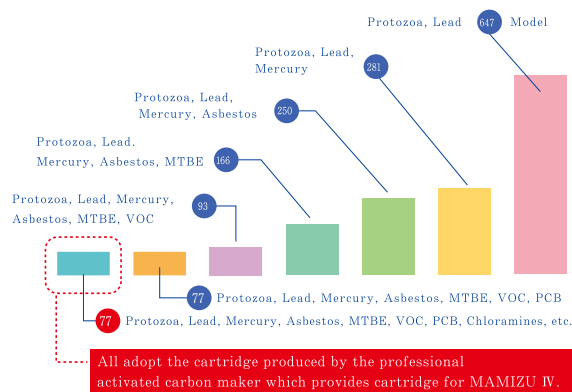 Protozoa, Lead 647 Model
Protozoa, Lead,
Mercury 281
Protozoa, Lead,
Mercury, Asbestos 250
Protozoa, Lead.
Mercury, Asbestos, MTBE 166
Protozoa, Lead, Mercury,
Asbestos, MTBE, VOC 93
77 Protozoa, Lead, Mercury, Asbestos, MTBE, VOC, PCB
77 Protozoa, Lead, Mercury, Asbestos, MTBE, VOC, PCB, Chloramines, etc.
All adopt the cartridge produced by the professional
activated carbon maker which provides cartridge for MAMIZU Ⅳ.